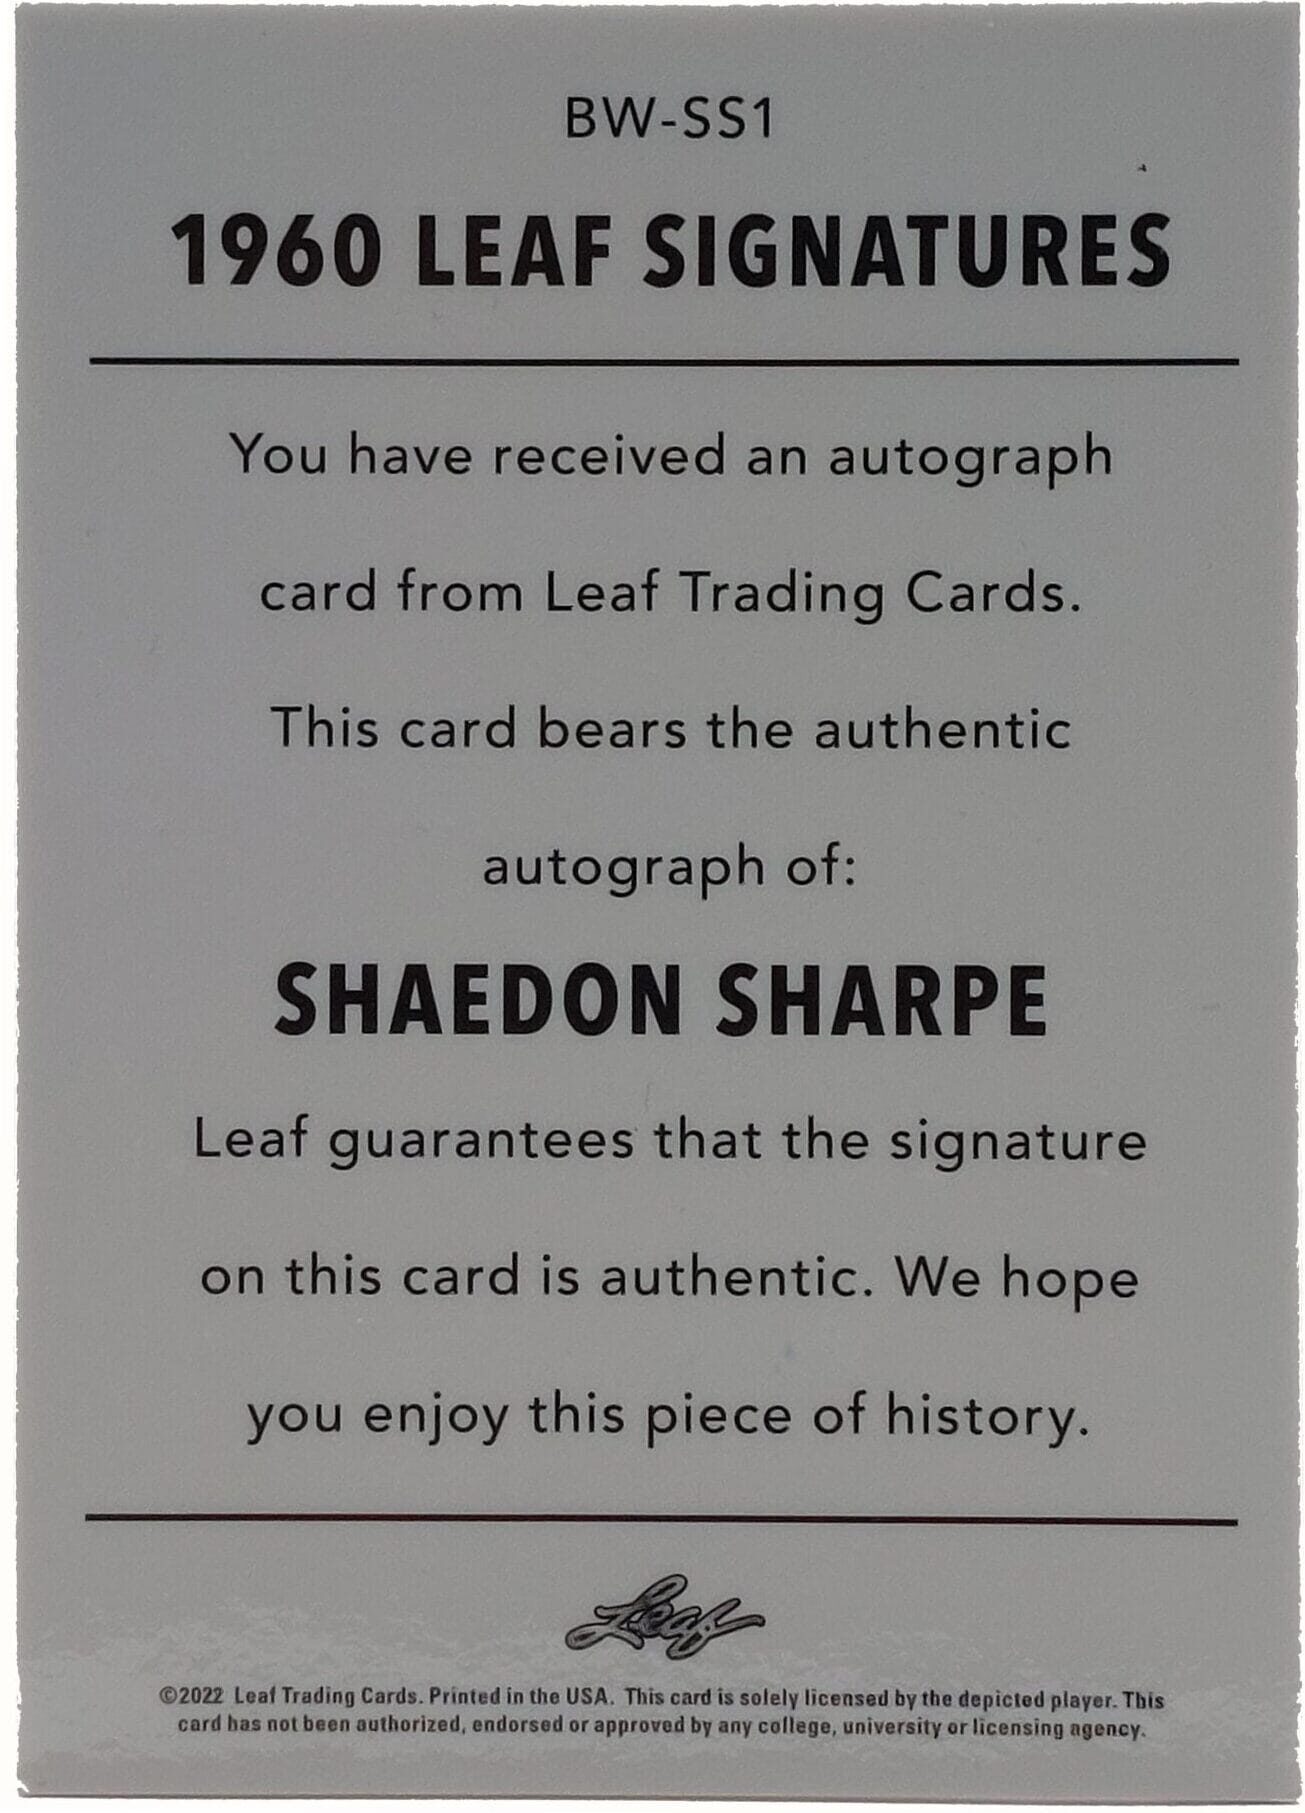 BW-SS1
1960 LEAF SIGNATURES
You have received an autograph
card from Leaf Trading Cards.
This card bears the authentic
autograph of:
SHAEDON SHARPE
Leaf guarantees that the signature
on this card is authentic. We hope
you enjoy this piece of history.
Leaf
©2022 Leaf Trading Cards. Printed in the USA. This card is solely licensed by the depicted player. This
card has not been authorized, endorsed or approved by any college, university or licensing agency.